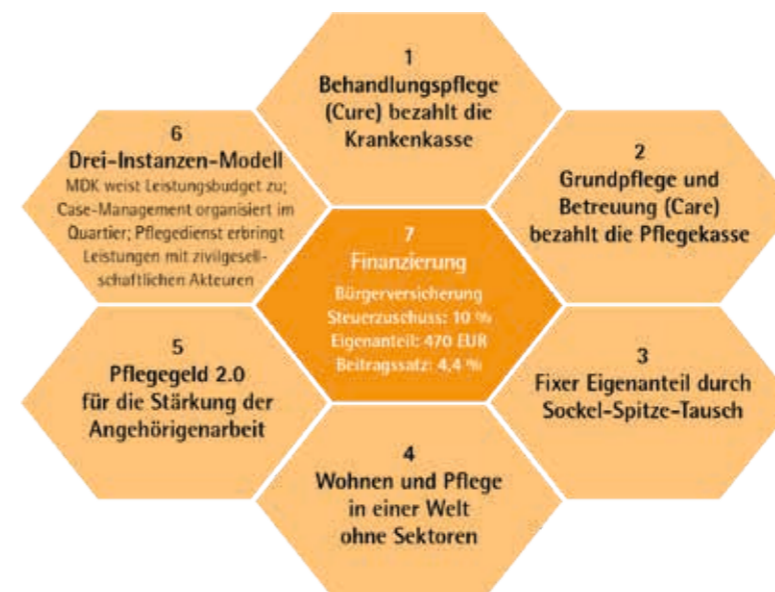 1
Behandlungspflege
(Cure) bezahlt die
Krankenkasse
2
Grundpflege und
Betreuung (Care)
bezahlt die Pflegekasse
3
Fixer Eigenanteil durch
Sockel-Spitze-Tausch
4
Wohnen und Pflege
in einer Welt
ohne Sektoren
5
Pflegegeld 2.0
für die Stärkung der
Angehörigenarbeit
6
Drei-Instanzen-Modell
MDK weist Leistungsbudget zu;
Case-Management organisiert im
Quartier; Pflegedienst erbringt
Leistungen mit zivilgesell-
schaftlichen Akteuren
7
Finanzierung
Bürgerversicherung
Steuerzuschuss: 10 %
Eigenanteil: 470 EUR
Beitragssatz: 4,4 %